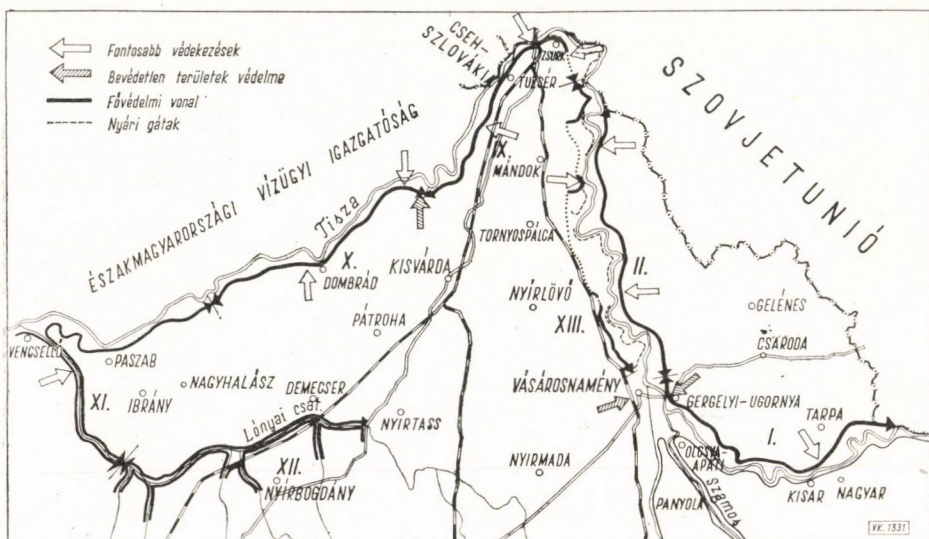 Fontosabb védekezések
Bevédetlen területek védelme
Fővédelmi vonal
Nyári gátak
CSEH-
SZLOVÁKIA
SZOVJETUNIÓ
ÉSZAKMAGYARORSZÁGI VÍZÜGYI IGAZGATÓSÁG
Tisza
ZSURK
TUZSÉR
IX.
MÁNDOK
TORNYOSPÁLCA
KISVÁRDA
X.
DOMBRÁD
II.
NYÍRLÖVŐ
GELÉNES
XIII.
PÁTROHA
CSARODA
VENCSELLŐ
PASZAB
NAGYHALÁSZ
DEMECSER
VÁSÁROSNAMÉNY
GERGELYI-UGORNYA
XI.
IBRÁNY
Lónyai csat.
NYÍRTASS
TARPA
I.
OLCSVA-
APÁTI
XII.
NYÍRBOGDÁNY
NYÍRMADA
PANYOLA
Szamos
KISAR
NAGYAR
VK. 1331